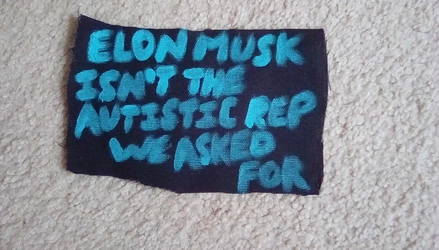 ELON MUSK
ISN'T THE
AUTISTIC REP
WE ASKED
FOR